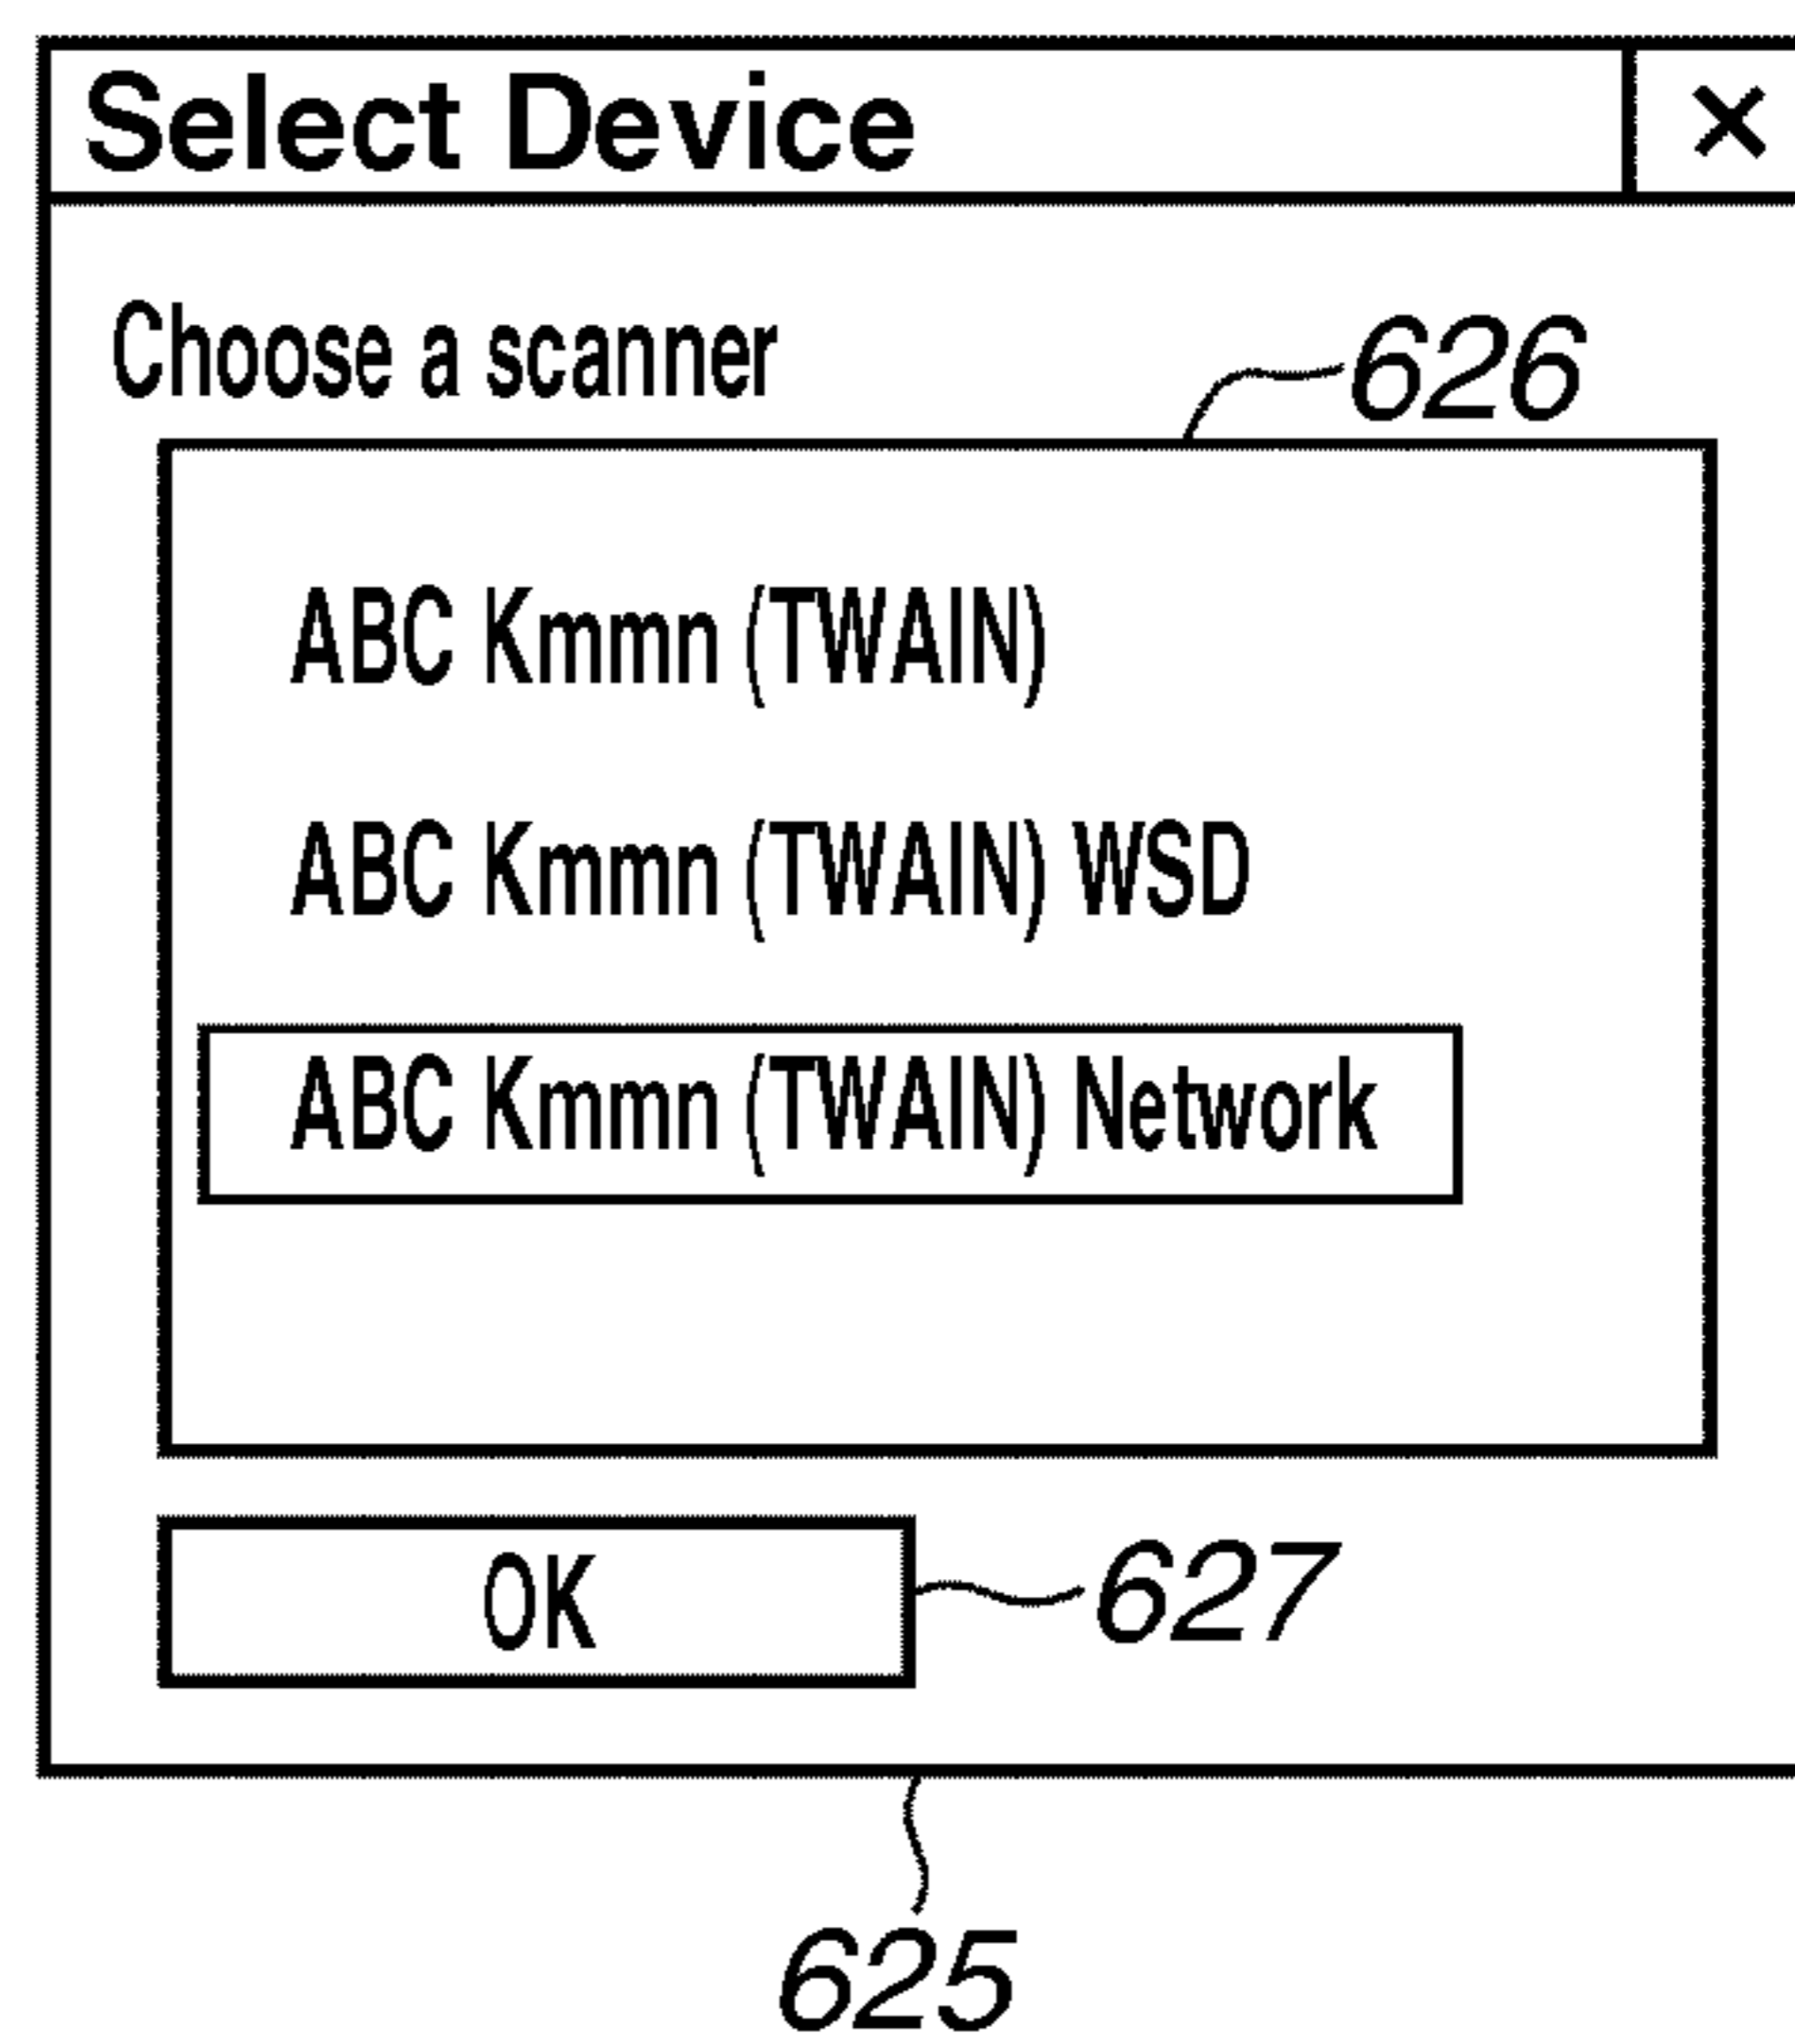 Select Device ×
Choose a scanner
626
ABC Kmmn (TWAIN)
ABC Kmmn (TWAIN) WSD
ABC Kmmn (TWAIN) Network
OK
627
625